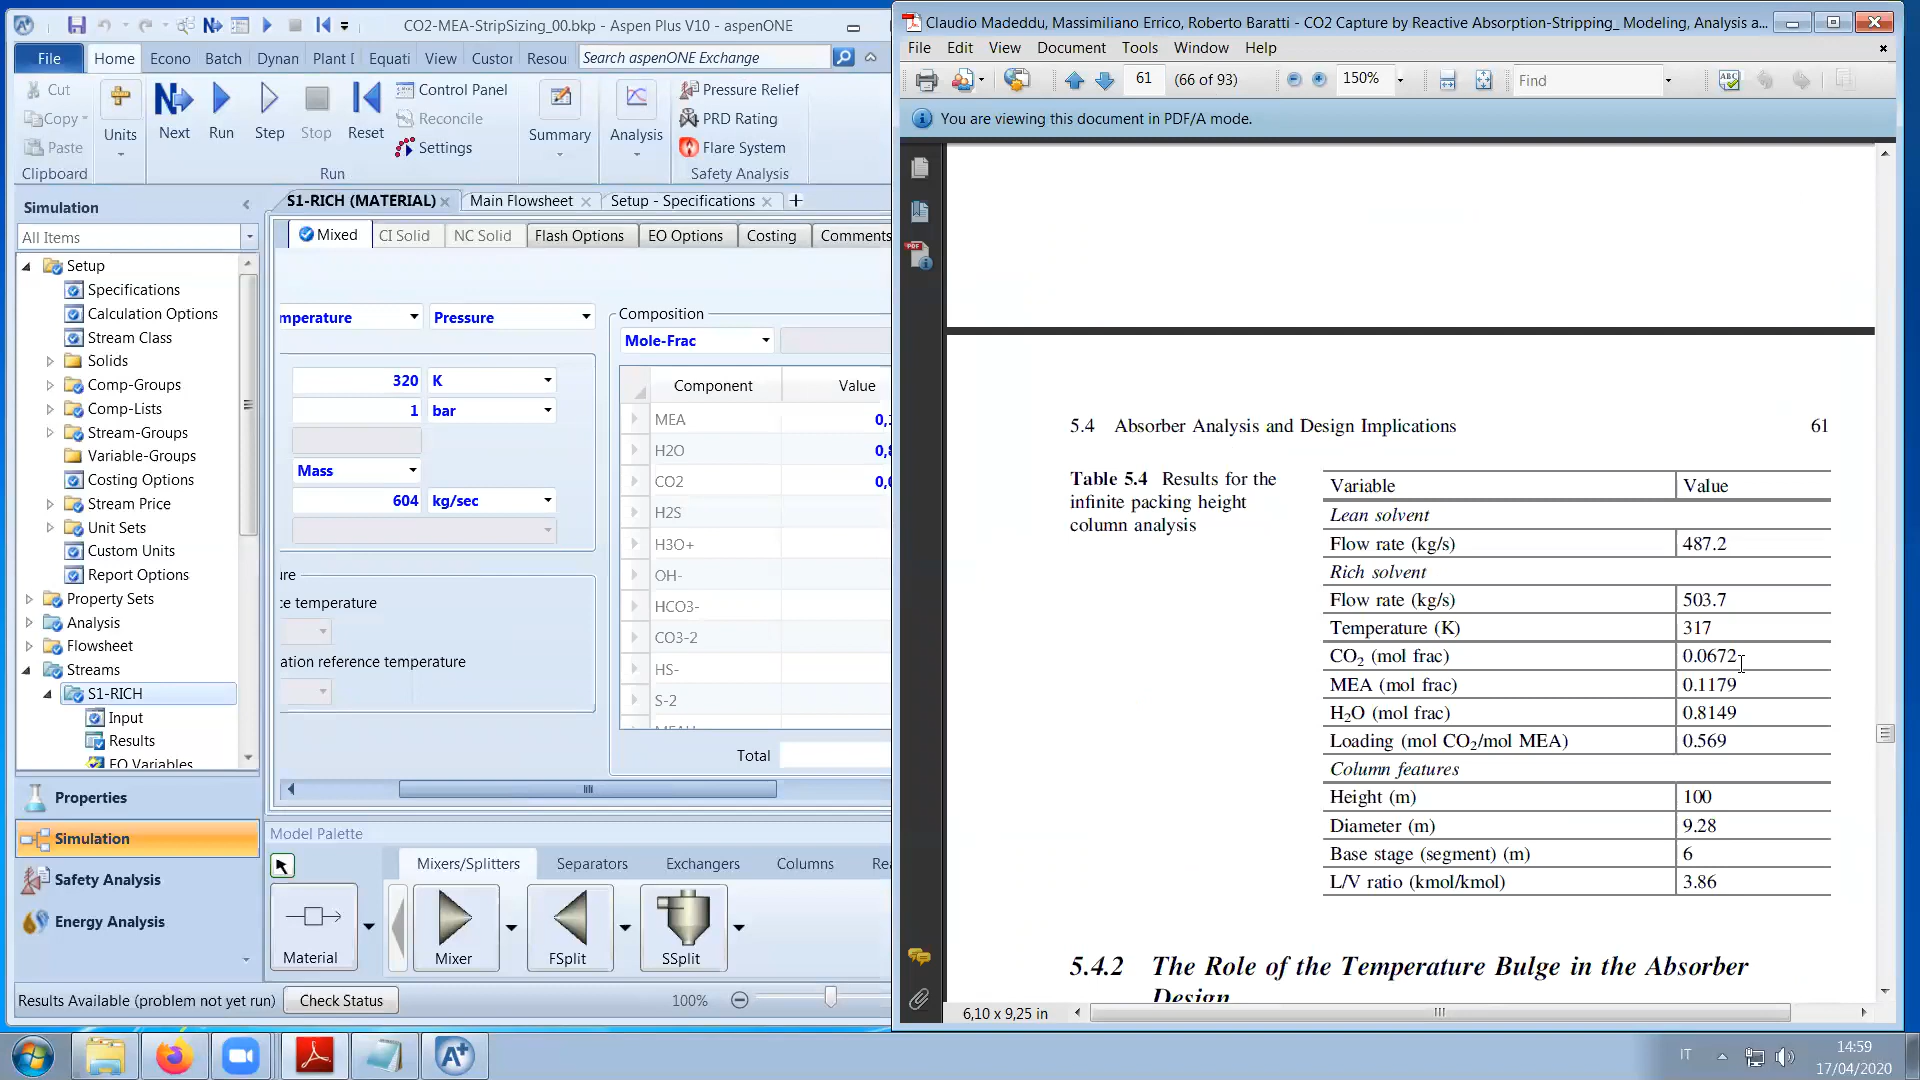 CO2-MEA-StripSizing_00.bkp - Aspen Plus V10 - aspenONE
File
Home
Econo
Batch
Dynan
Plant D
Equati
View
Custor
Resou
Search aspenONE Exchange
Cut
Copy
Paste
Clipboard
Units
Next
Run
Step
Stop
Reset
Control Panel
Reconcile
Settings
Run
Summary
Analysis
Pressure Relief
PRD Rating
Flare System
Safety Analysis
Simulation
All Items
Setup
Specifications
Calculation Options
Stream Class
Solids
Comp-Groups
Comp-Lists
Stream-Groups
Variable-Groups
Costing Options
Stream Price
Unit Sets
Custom Units
Report Options
Property Sets
Analysis
Flowsheet
Streams
S1-RICH
Input
Results
EO Variables
Properties
Simulation
Safety Analysis
Energy Analysis
S1-RICH (MATERIAL)
Main Flowsheet
Setup - Specifications
Mixed
CI Solid
NC Solid
Flash Options
EO Options
Costing
Comments
mperature
Pressure
320 K
1 bar
Mass
604 kg/sec
ure
ce temperature
ation reference temperature
Composition
Mole-Frac
Component Value
MEA
H2O
CO2
H2S
H3O+
OH-
HCO3-
CO3-2
HS-
S-2
Total
Model Palette
Mixers/Splitters
Separators
Exchangers
Columns
Rea
Material
Mixer
FSplit
SSplit
Results Available (problem not yet run)
Check Status
100%
Claudio Madeddu, Massimiliano Errico, Roberto Baratti - CO2 Capture by Reactive Absorption-Stripping_ Modeling, Analysis a...
File Edit View Document Tools Window Help
61 (66 of 93) 150% Find
You are viewing this document in PDF/A mode.
5.4 Absorber Analysis and Design Implications 61
Table 5.4 Results for the
infinite packing height
column analysis
Variable Value
Lean solvent
Flow rate (kg/s) 487.2
Rich solvent
Flow rate (kg/s) 503.7
Temperature (K) 317
CO2 (mol frac) 0.0672
MEA (mol frac) 0.1179
H2O (mol frac) 0.8149
Loading (mol CO2/mol MEA) 0.569
Column features
Height (m) 100
Diameter (m) 9.28
Base stage (segment) (m) 6
L/V ratio (kmol/kmol) 3.86
5.4.2 The Role of the Temperature Bulge in the Absorber
Design
6,10 x 9,25 in
IT
14:59
17/04/2020